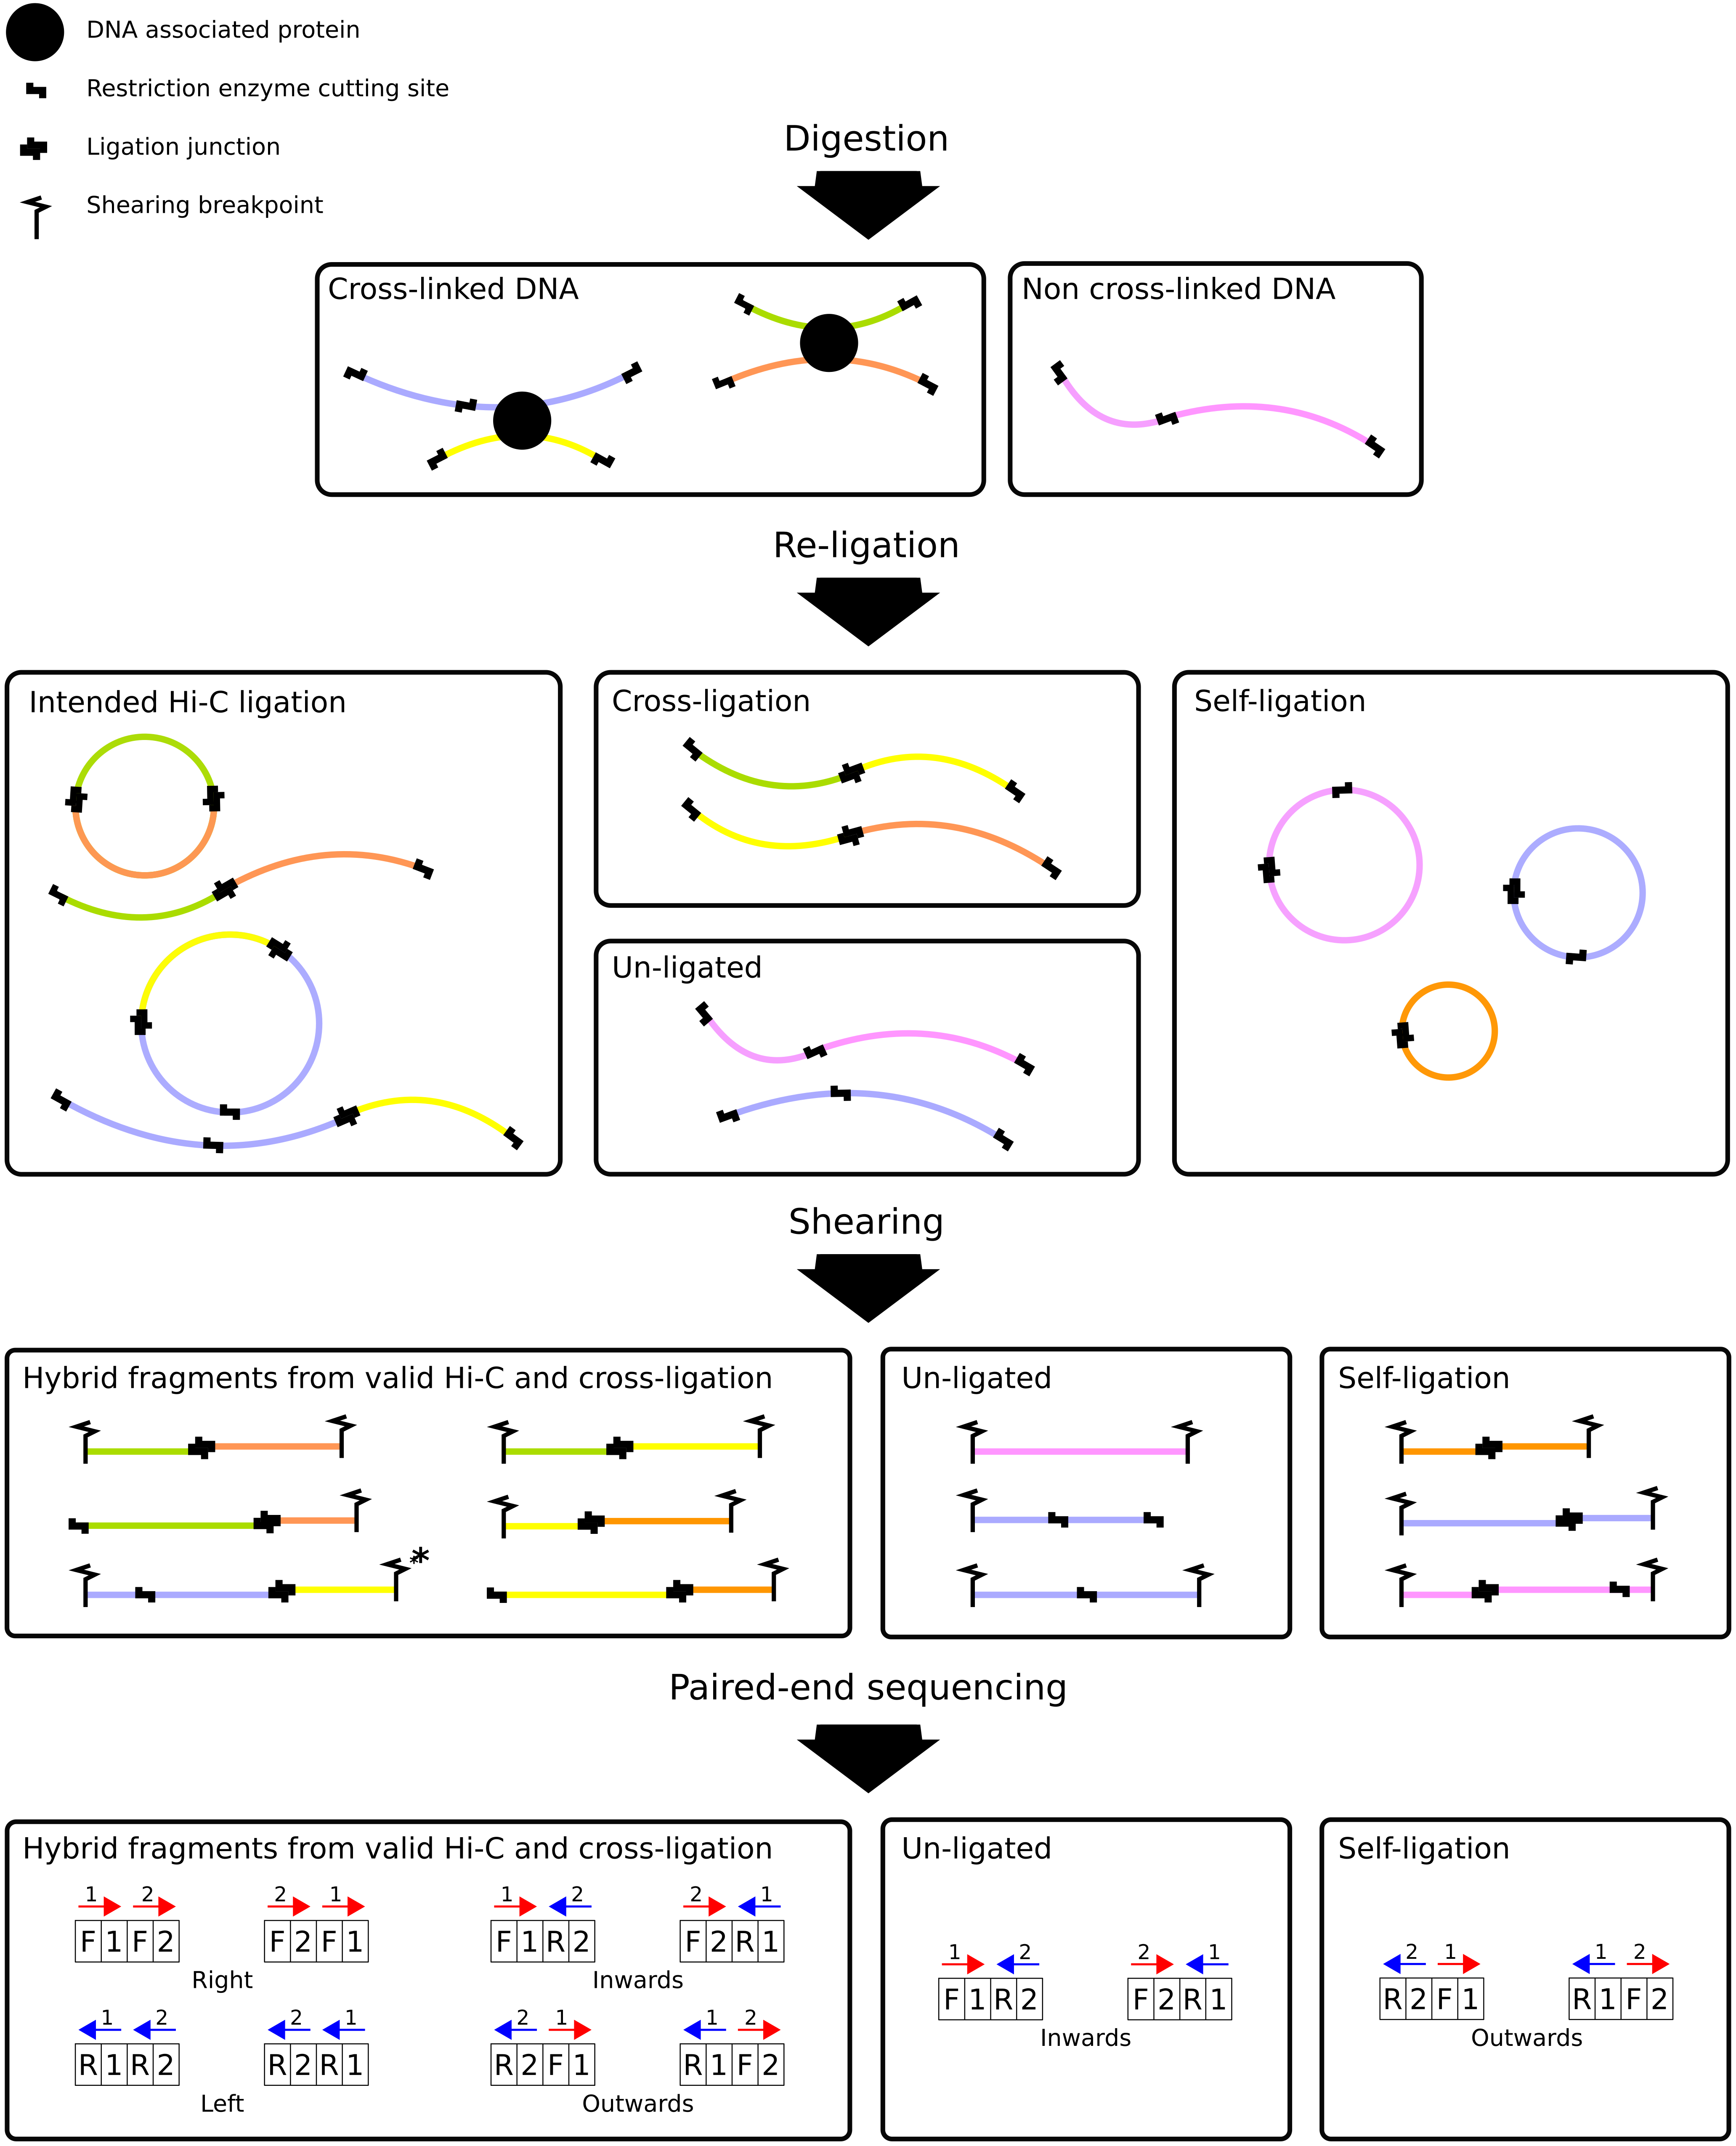 DNA associated protein
Restriction enzyme cutting site
Ligation junction
Shearing breakpoint
Digestion
Cross-linked DNA
Non cross-linked DNA
Re-ligation
Intended Hi-C ligation
Cross-ligation
Self-ligation
Un-ligated
Shearing
Hybrid fragments from valid Hi-C and cross-ligation
Un-ligated
Self-ligation
**
Paired-end sequencing
Hybrid fragments from valid Hi-C and cross-ligation
1 2 2 1 1 2 2 1
F 1 F 2 F 2 F 1 F 1 R 2 F 2 R 1
Right Inwards
1 2 2 1 2 1 1 2
R 1 R 2 R 2 R 1 R 2 F 1 R 1 F 2
Left Outwards
Un-ligated
1 2 2 1
F 1 R 2 F 2 R 1
Inwards
Self-ligation
2 1 1 2
R 2 F 1 R 1 F 2
Outwards